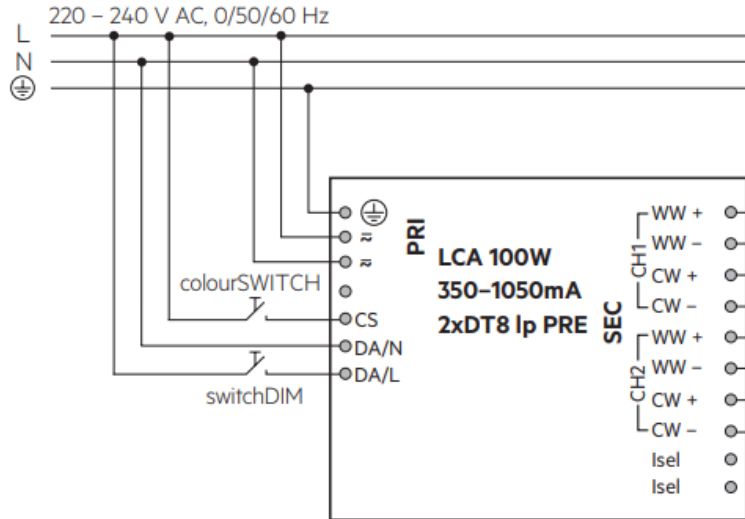 220 – 240 V AC, 0/50/60 Hz
L
N
PRI
LCA 100W
350–1050mA
2xDT8 lp PRE
SEC
colourSWITCH
CS
DA/N
DA/L
switchDIM
CH1
WW +
WW –
CW +
CW –
CH2
WW +
WW –
CW +
CW –
Isel
Isel